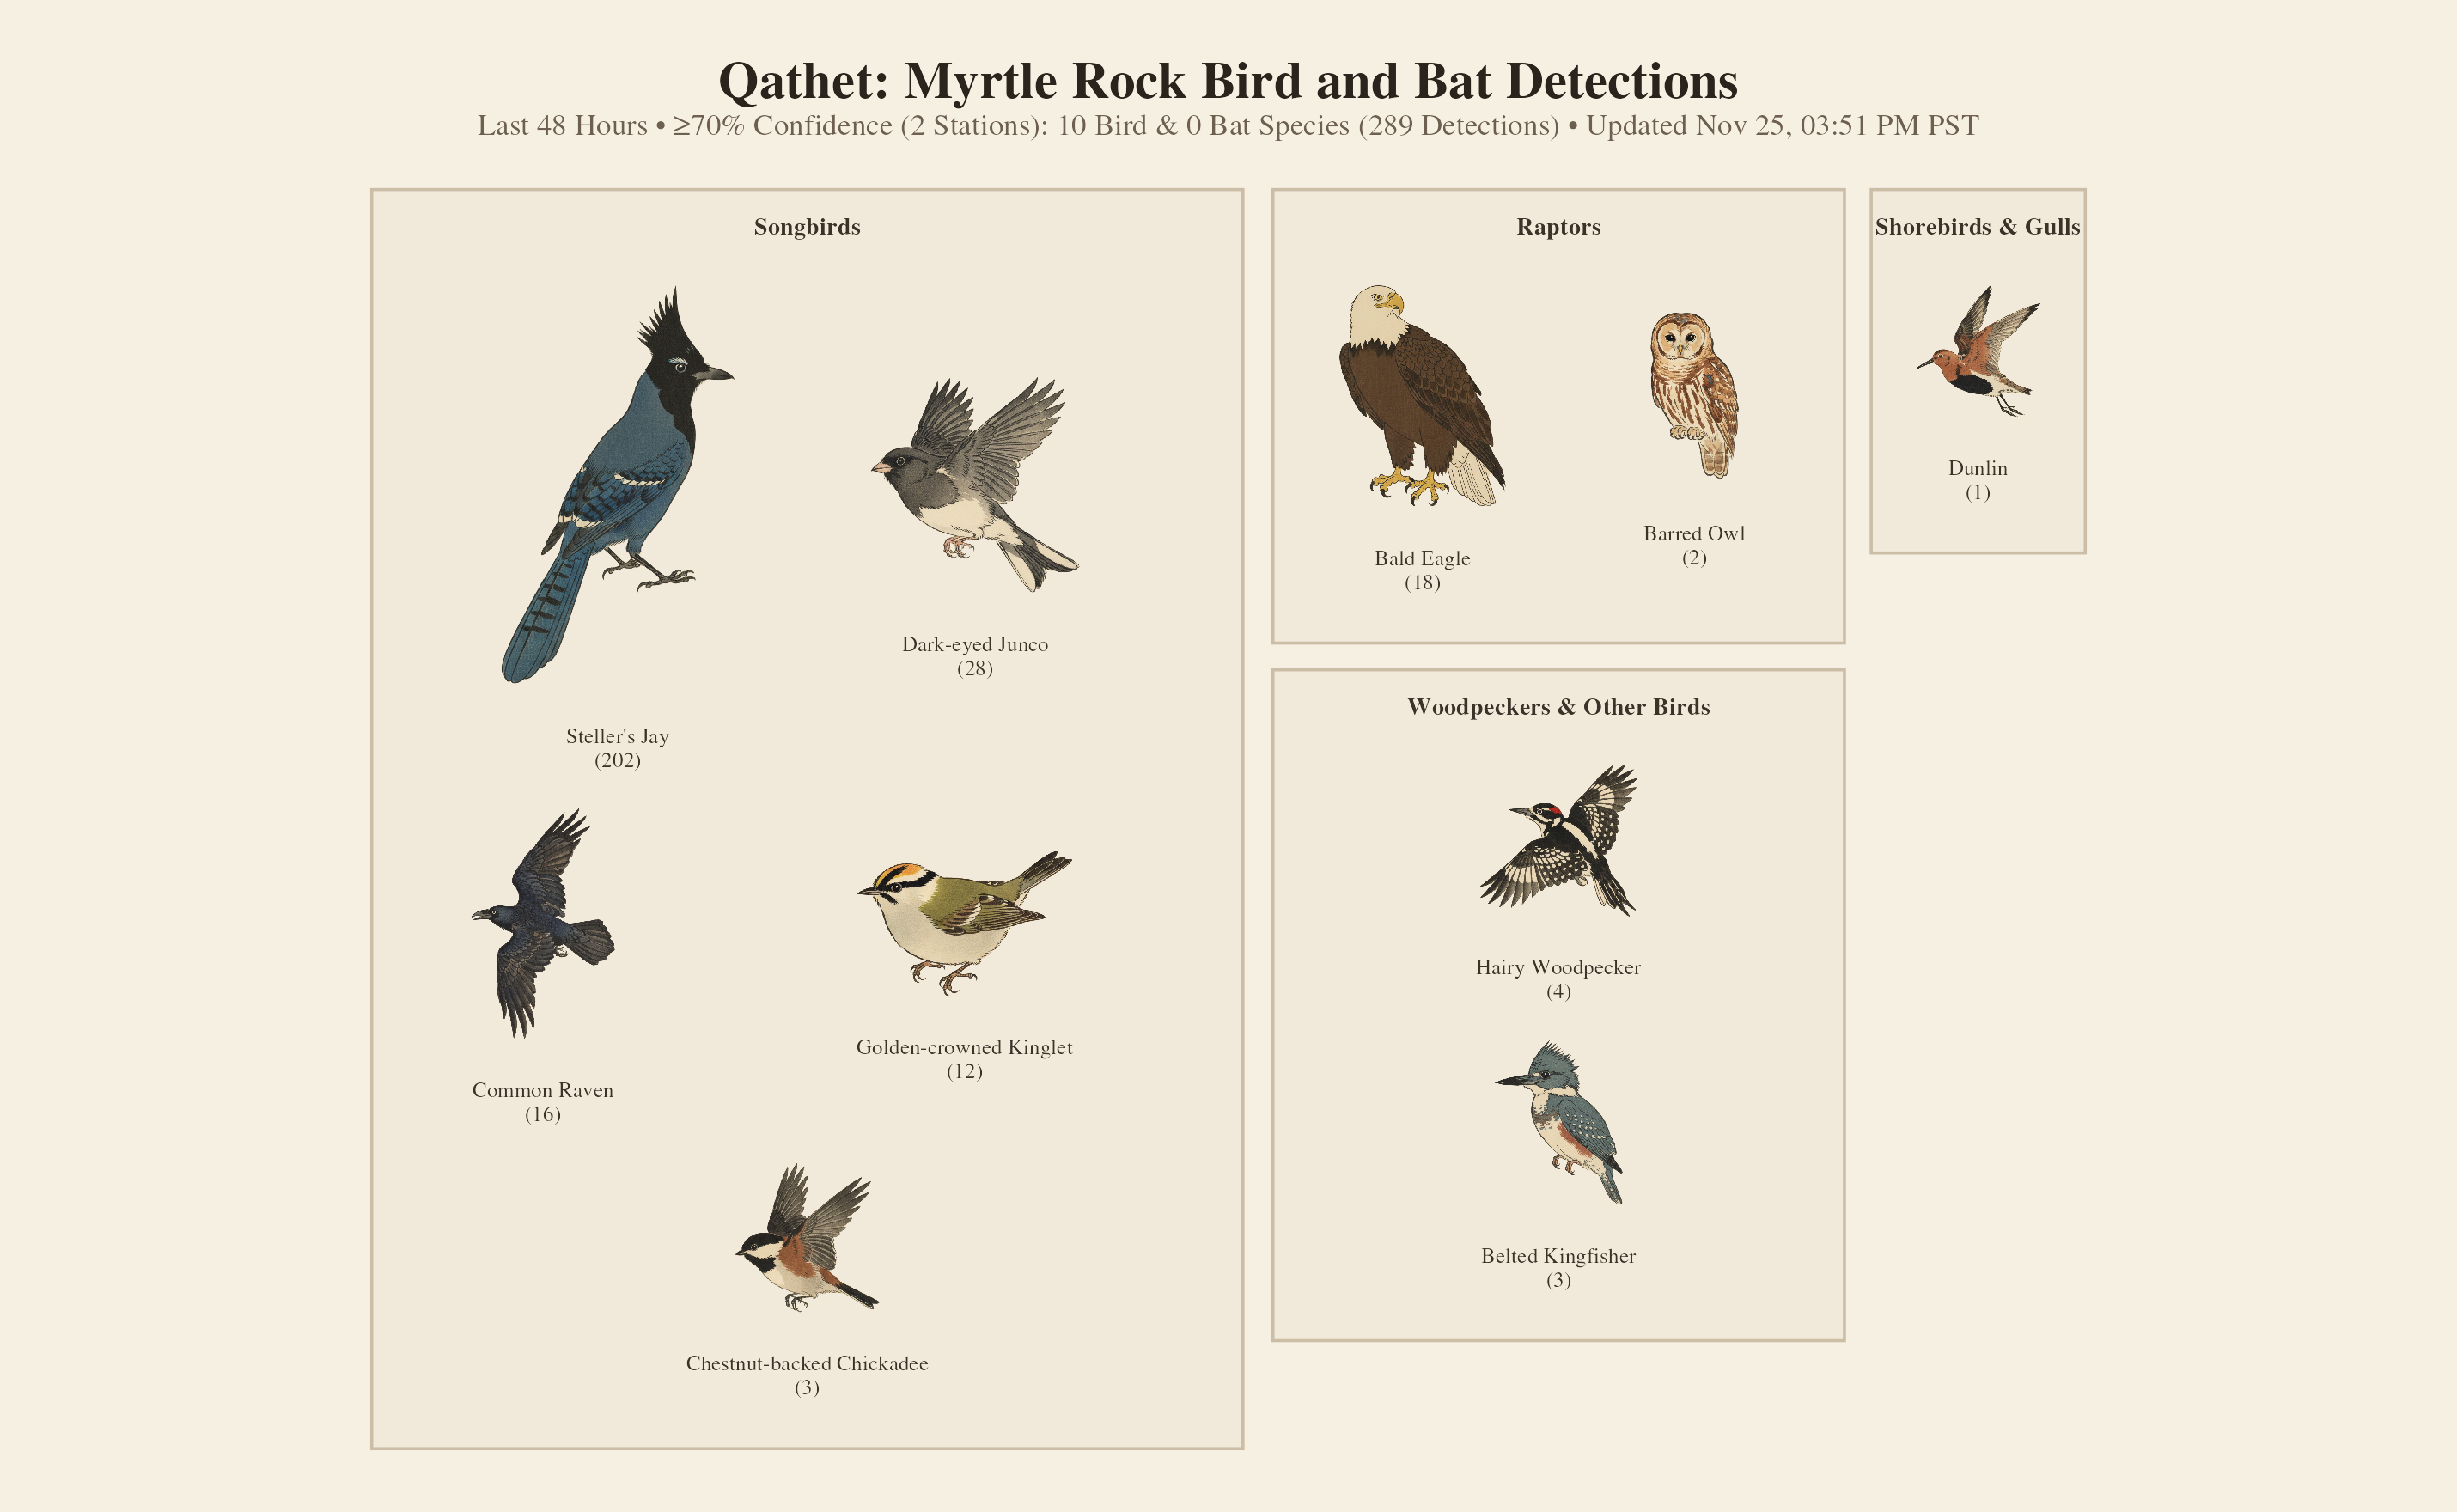 Qathet: Myrtle Rock Bird and Bat Detections
Last 48 Hours • ≥70% Confidence (2 Stations): 10 Bird & 0 Bat Species (289 Detections) • Updated Nov 25, 03:51 PM PST
Songbirds
Steller's Jay
(202)
Dark-eyed Junco
(28)
Common Raven
(16)
Golden-crowned Kinglet
(12)
Chestnut-backed Chickadee
(3)
Raptors
Bald Eagle
(18)
Barred Owl
(2)
Woodpeckers & Other Birds
Hairy Woodpecker
(4)
Belted Kingfisher
(3)
Shorebirds & Gulls
Dunlin
(1)